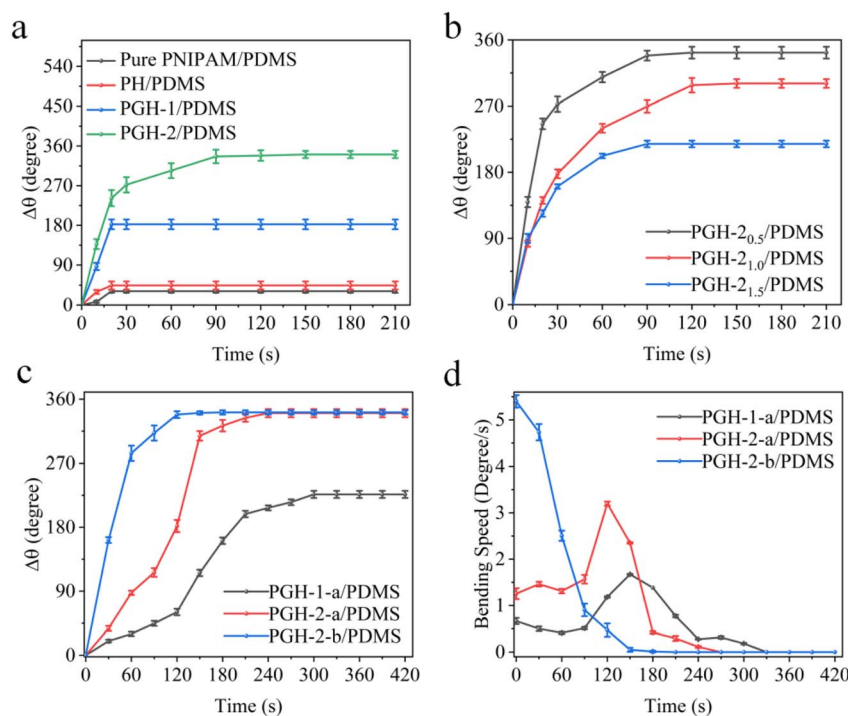 a
Δθ (degree)
540
450
360
270
180
90
0
Pure PNIPAM/PDMS
PH/PDMS
PGH-1/PDMS
PGH-2/PDMS
0 30 60 90 120 150 180 210
Time (s)
b
Δθ (degree)
360
270
180
90
0
PGH-2₀.₅/PDMS
PGH-2₁.₀/PDMS
PGH-2₁.₅/PDMS
0 30 60 90 120 150 180 210
Time (s)
c
Δθ (degree)
360
270
180
90
0
PGH-1-a/PDMS
PGH-2-a/PDMS
PGH-2-b/PDMS
0 60 120 180 240 300 360 420
Time (s)
d
Bending Speed (Degree/s)
5
4
3
2
1
0
PGH-1-a/PDMS
PGH-2-a/PDMS
PGH-2-b/PDMS
0 60 120 180 240 300 360 420
Time (s)